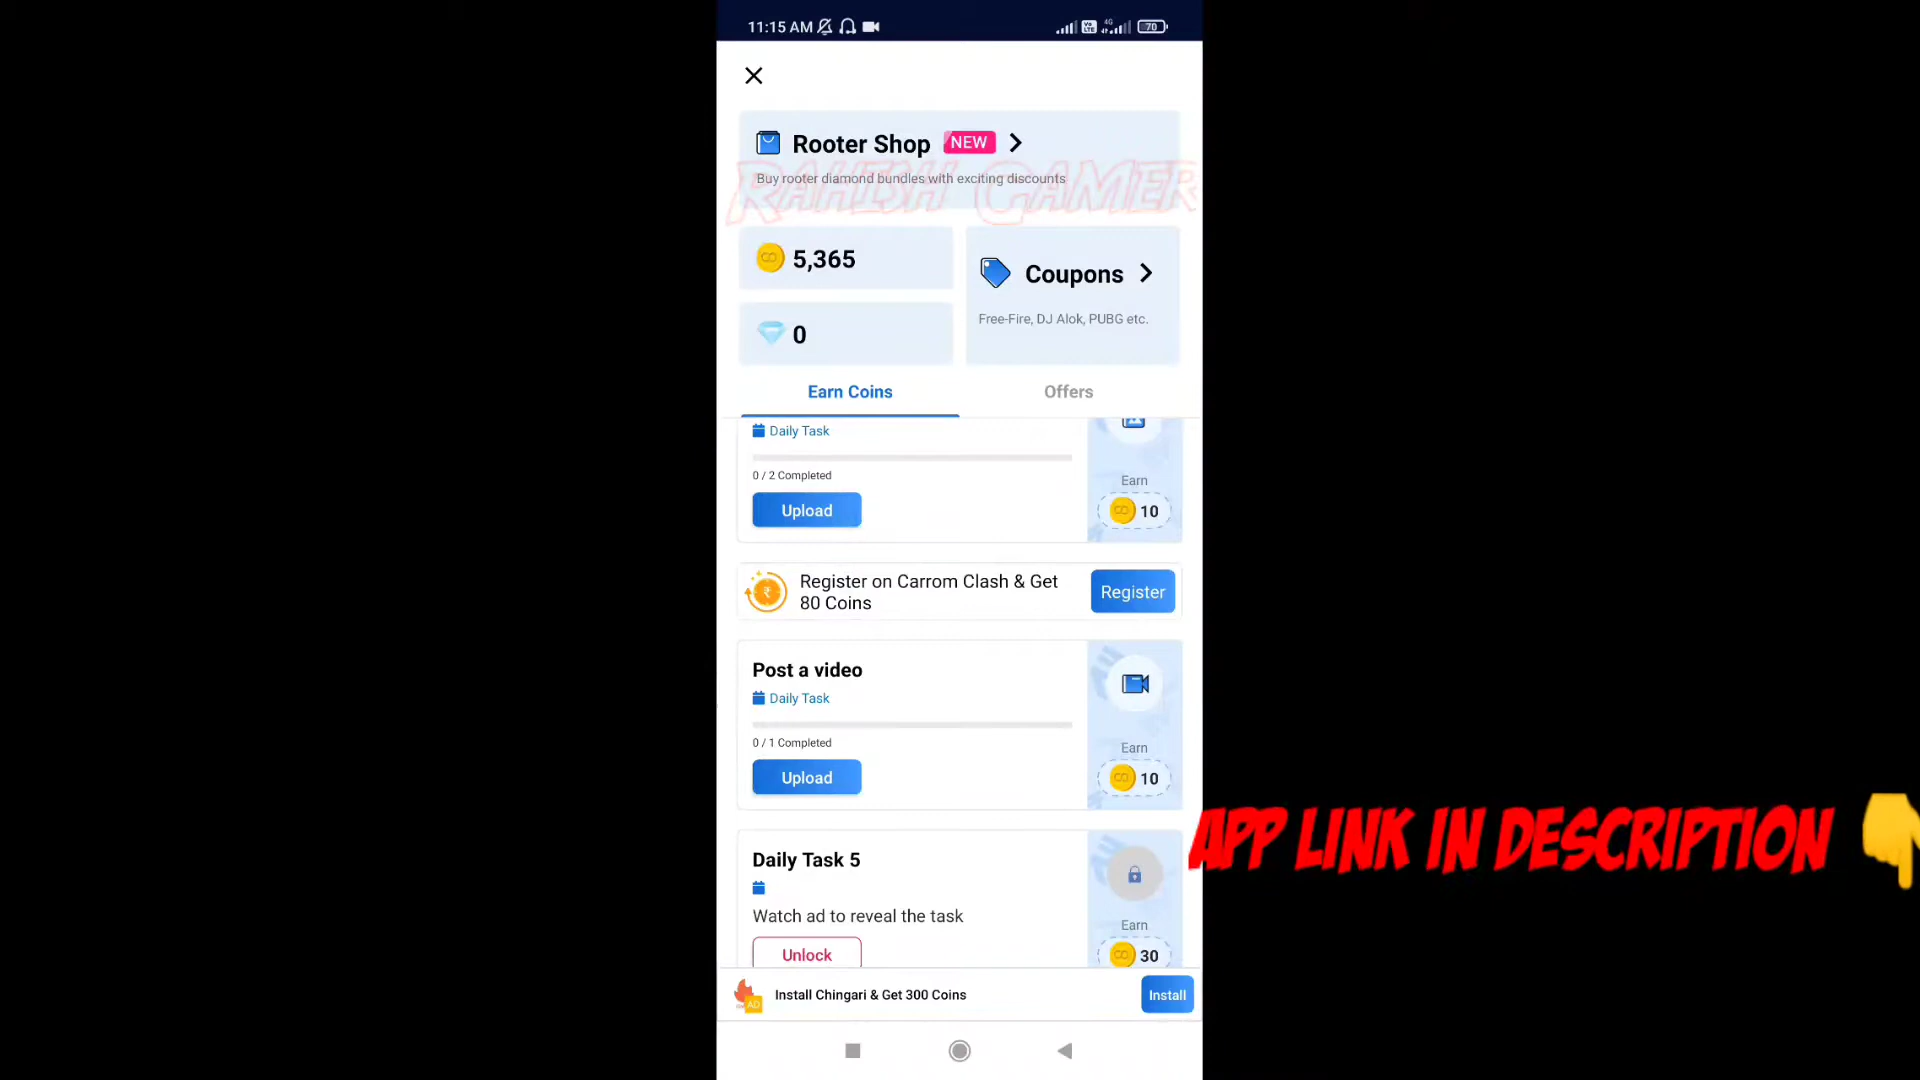 11:15 AM
4G
70
Rooter Shop NEW
Buy rooter diamond bundles with exciting discounts
RAHISH GAMER
5,365
Coupons
0
Free-Fire, DJ Alok, PUBG etc.
Earn Coins
Offers
Daily Task
0 / 2 Completed
Earn
Upload
10
Register on Carrom Clash & Get
80 Coins
Register
Post a video
Daily Task
0 / 1 Completed
Earn
Upload
10
APP LINK IN DESCRIPTION
Daily Task 5
Watch ad to reveal the task
Earn
Unlock
30
AD
Install Chingari & Get 300 Coins
Install